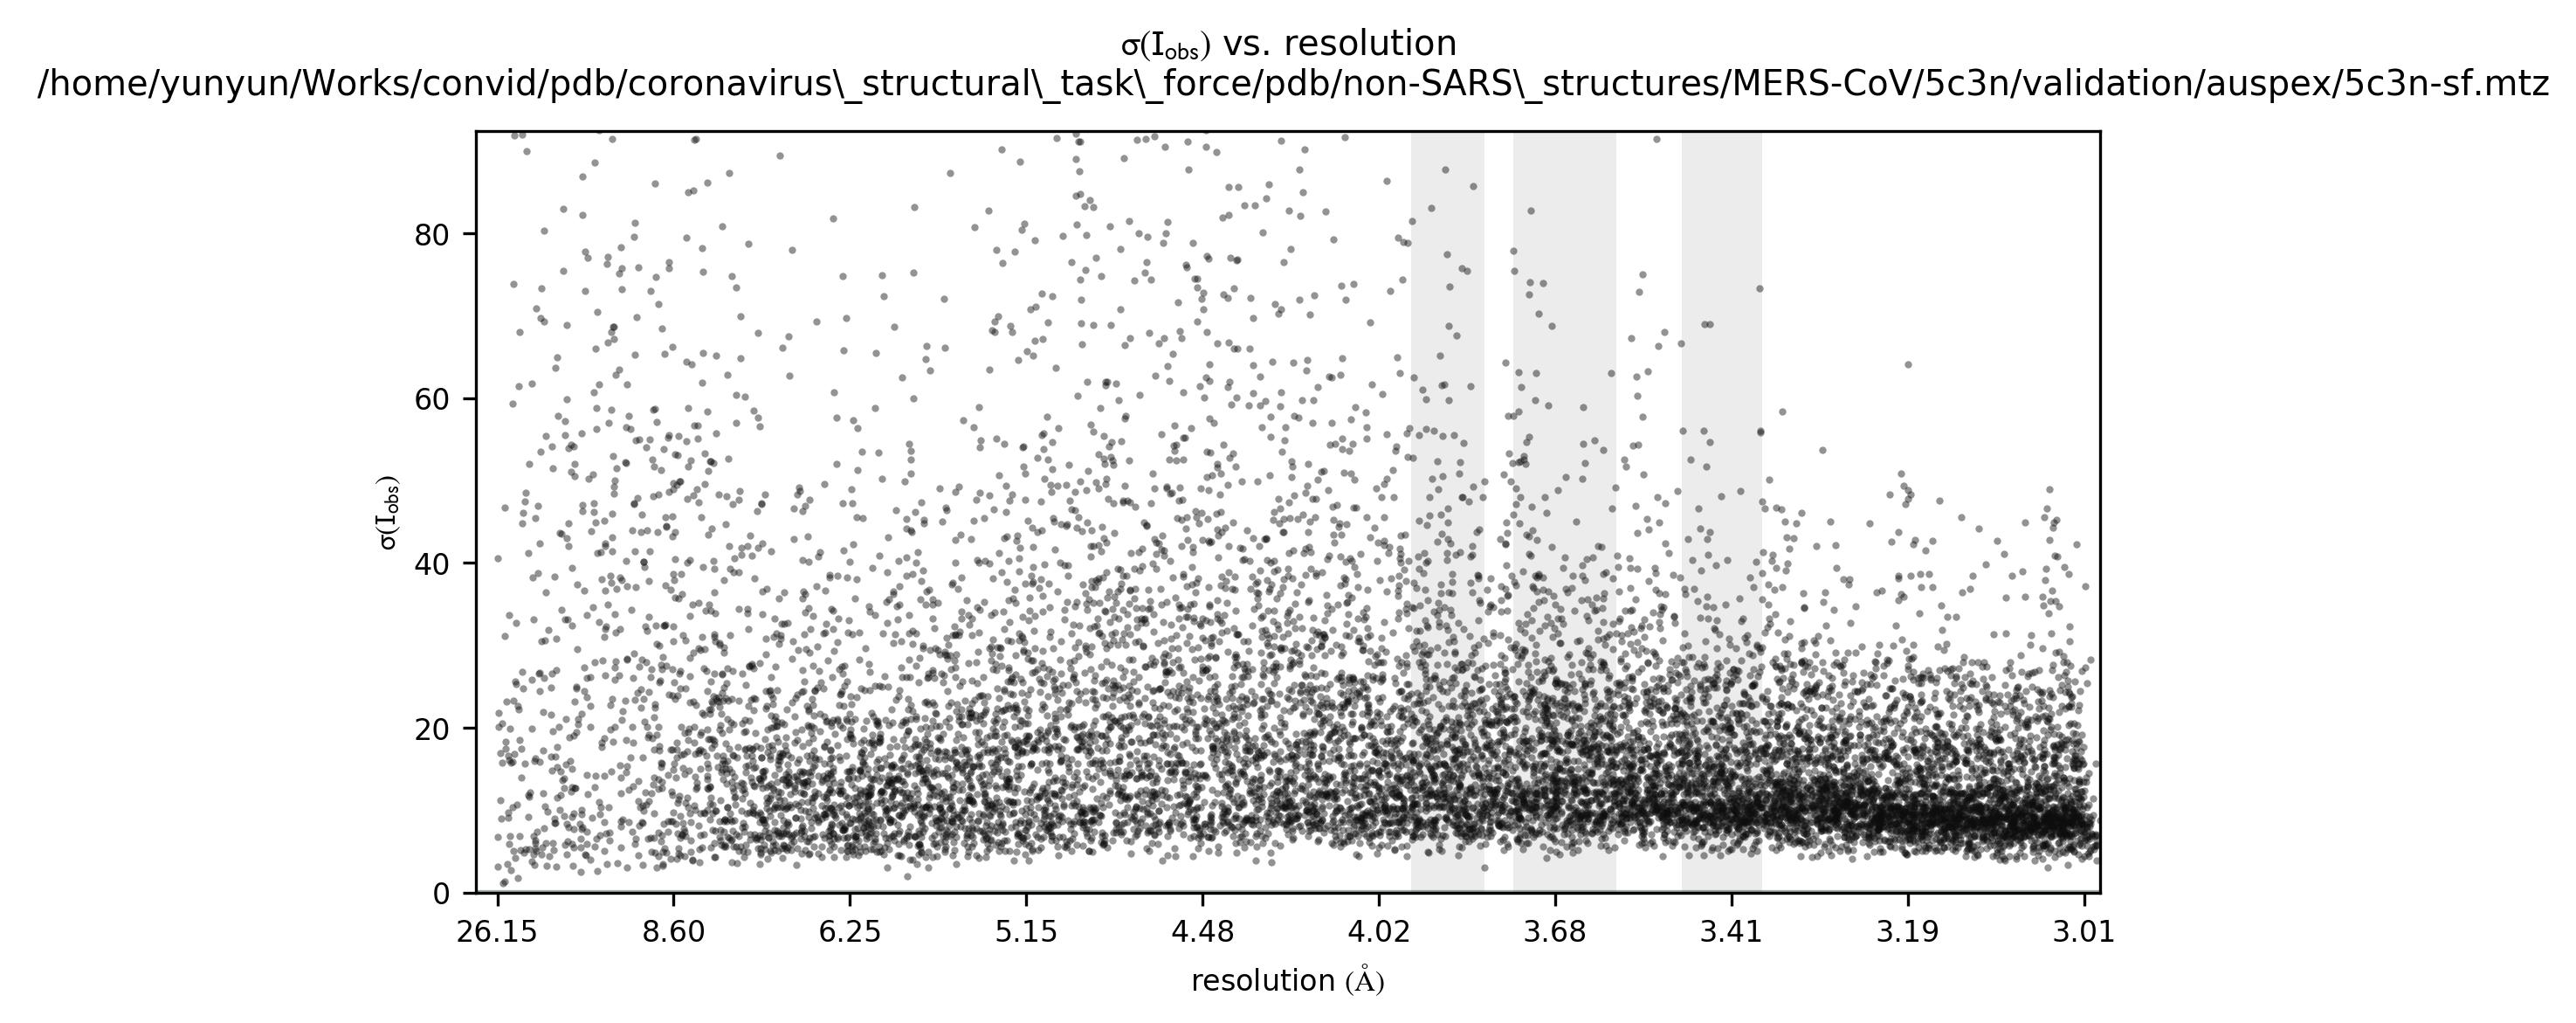 σ(I_obs) vs. resolution
/home/yunyun/Works/convid/pdb/coronavirus\_structural\_task\_force/pdb/non-SARS\_structures/MERS-CoV/5c3n/validation/auspex/5c3n-sf.mtz
80
60
40
20
0
σ(I_obs)
26.15 8.60 6.25 5.15 4.48 4.02 3.68 3.41 3.19 3.01
resolution (Å)